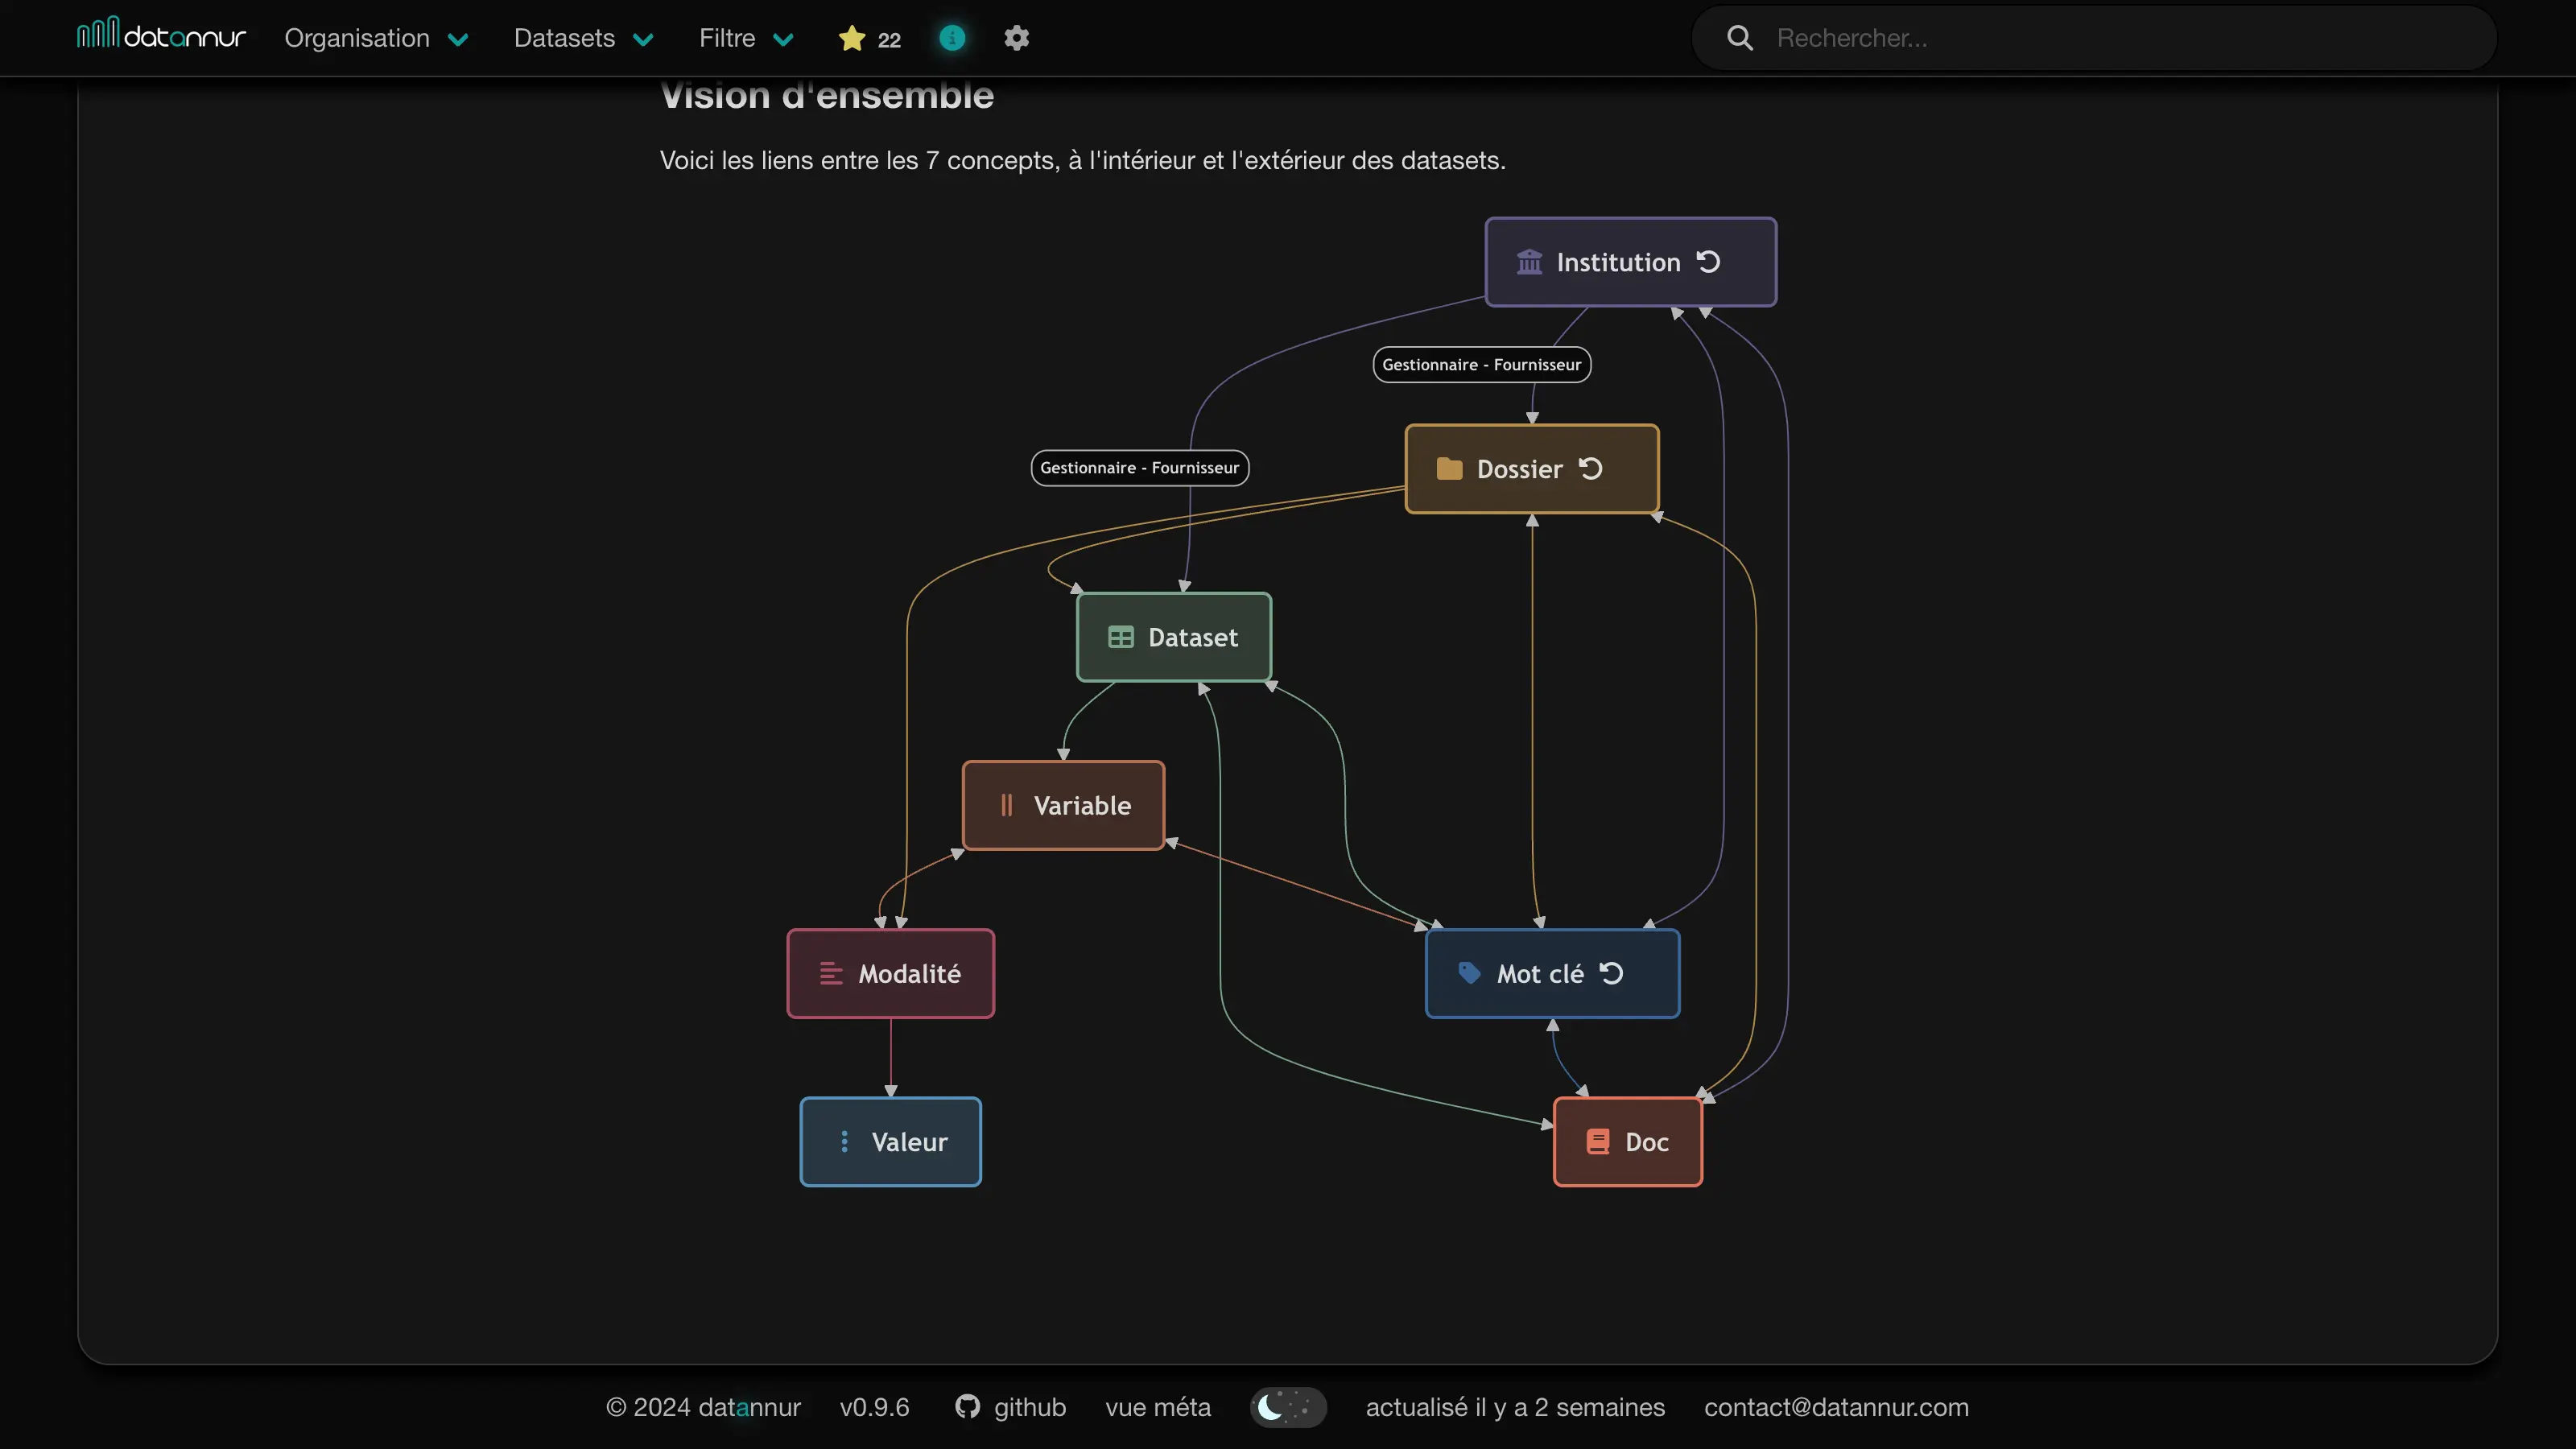 datannur Organisation Datasets Filtre 22 Rechercher...
Vision d'ensemble
Voici les liens entre les 7 concepts, à l'intérieur et l'extérieur des datasets.
Institution
Gestionnaire - Fournisseur
Gestionnaire - Fournisseur
Dossier
Dataset
Variable
Modalité
Mot clé
Valeur
Doc
© 2024 datannur v0.9.6 github vue méta actualisé il y a 2 semaines contact@datannur.com